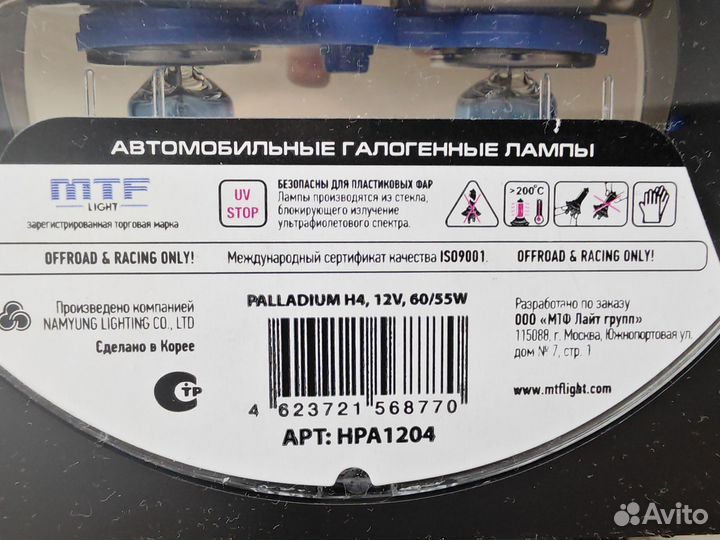 АВТОМОБИЛЬНЫЕ ГАЛОГЕННЫЕ ЛАМПЫ
MTF
LIGHT
зарегистрированная торговая марка
UV
STOP
БЕЗОПАСНЫ ДЛЯ ПЛАСТИКОВЫХ ФАР
Лампы производятся из стекла,
блокирующего излучение
ультрафиолетового спектра.
>200°C
OFFROAD & RACING ONLY!
Международный сертификат качества ISO9001.
OFFROAD & RACING ONLY!
Произведено компанией
NAMYUNG LIGHTING CO., LTD
Сделано в Корее
СТР
PALLADIUM H4, 12V, 60/55W
4 623721 568770
АРТ: HPA1204
Разработано по заказу
ООО «МТФ Лайт групп»
115088, г. Москва, Южнопортовая ул.
дом № 7, стр. 1
www.mtflight.com
Avito